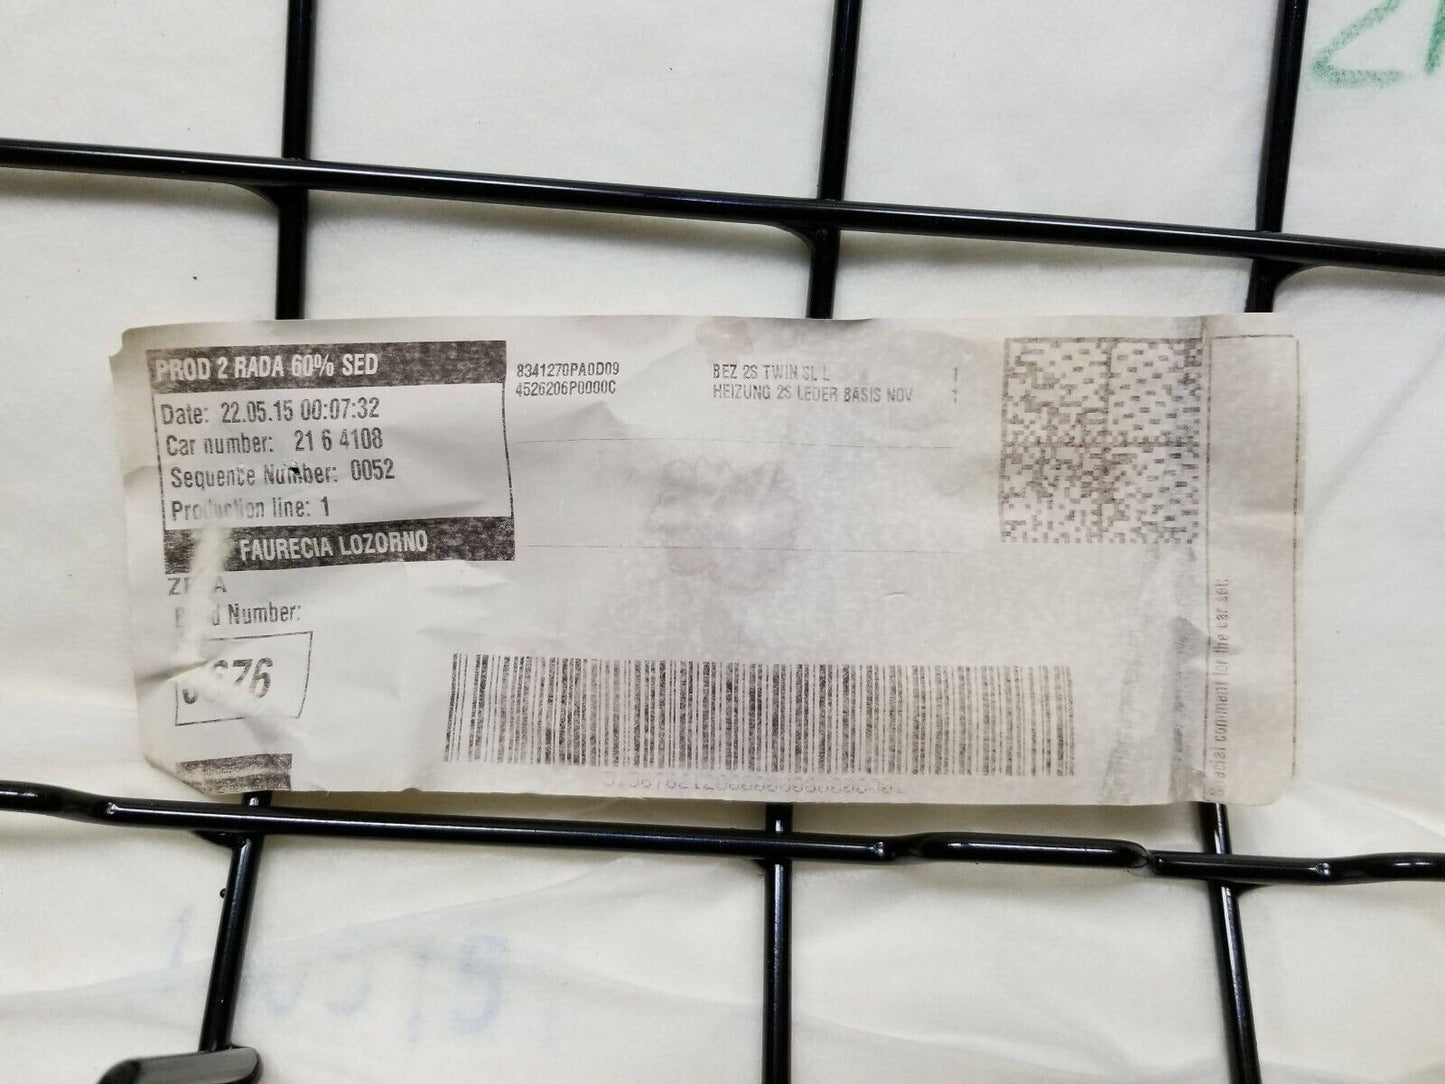 PROD 2 RADA 60% SED
Date: 22.05.15 00:07:32
Car number: 21 6 4108
Sequence Number: 0052
Production line: 1
FAURECIA LOZORNO
Number:
8341270PA0D09 BEZ 2S TWIN SL L 1
4526206P0000C HEIZUNG 2S LEDER BASIS NOV 1
Special comment for the car set: